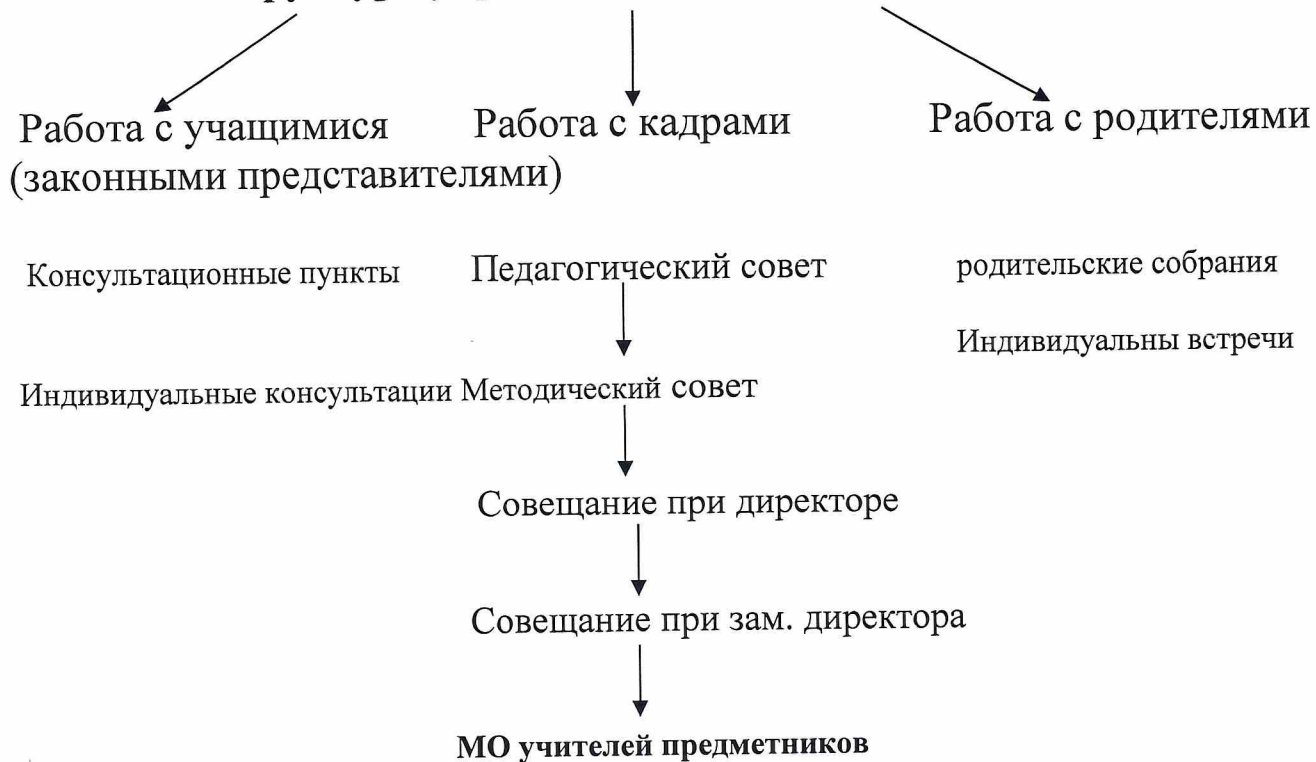 Работа с учащимися
(законными представителями)
Работа с кадрами
Работа с родителями
Консультационные пункты
Педагогический совет
родительские собрания
Индивидуальны встречи
Индивидуальные консультации
Методический совет
Совещание при директоре
Совещание при зам. директора
МО учителей предметников